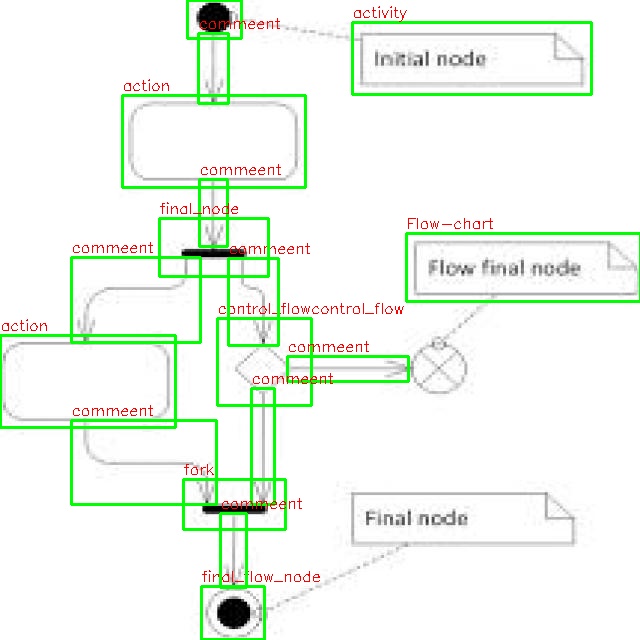 activity
commeent
Initial node
action
commeent
final_node
Flow-chart
commeent
commeent
Flow final node
control_flowcontrol_flow
action
commeent
commeent
commeent
fork
commeent
Final node
final_flow_node